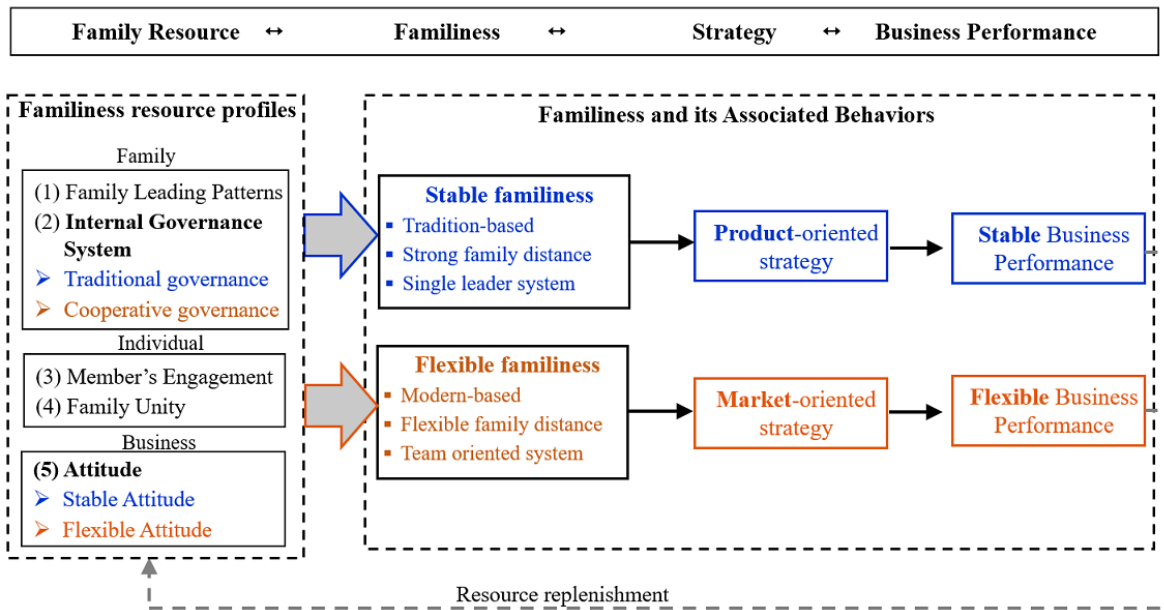 Family Resource ↔ Familiness ↔ Strategy ↔ Business Performance
Familiness resource profiles
Family
(1) Family Leading Patterns
(2) Internal Governance
System
➢ Traditional governance
➢ Cooperative governance
Individual
(3) Member's Engagement
(4) Family Unity
Business
(5) Attitude
➢ Stable Attitude
➢ Flexible Attitude
Familiness and its Associated Behaviors
Stable familiness
▪ Tradition-based
▪ Strong family distance
▪ Single leader system
Product-oriented
strategy
Stable Business
Performance
Flexible familiness
▪ Modern-based
▪ Flexible family distance
▪ Team oriented system
Market-oriented
strategy
Flexible Business
Performance
Resource replenishment